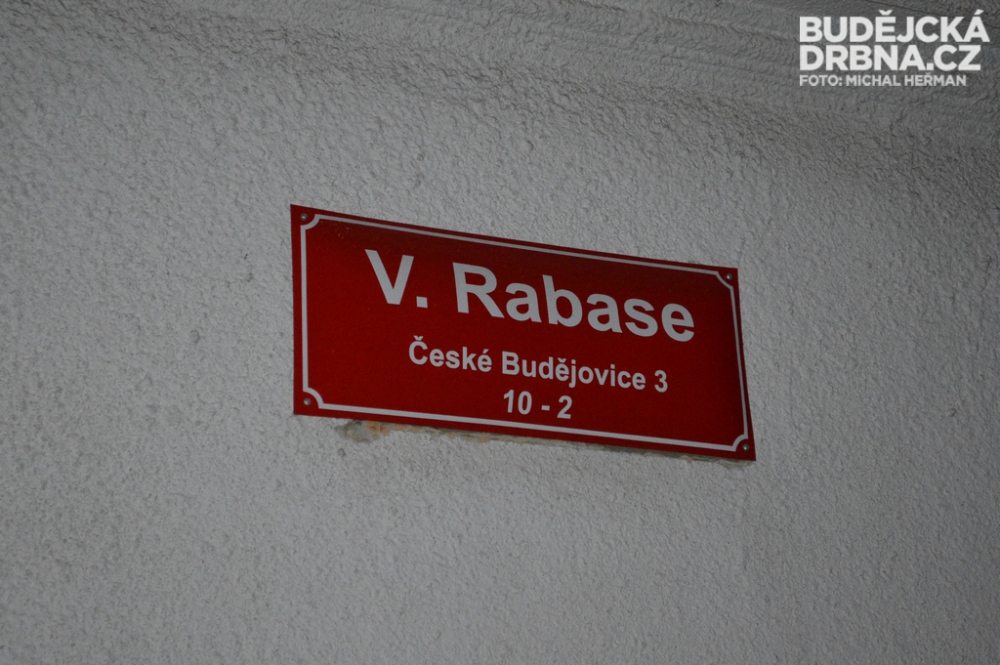 BUDĚJCKÁ
DRBNA.CZ
FOTO: MICHAL HEŘMAN
V. Rabase
České Budějovice 3
10 - 2